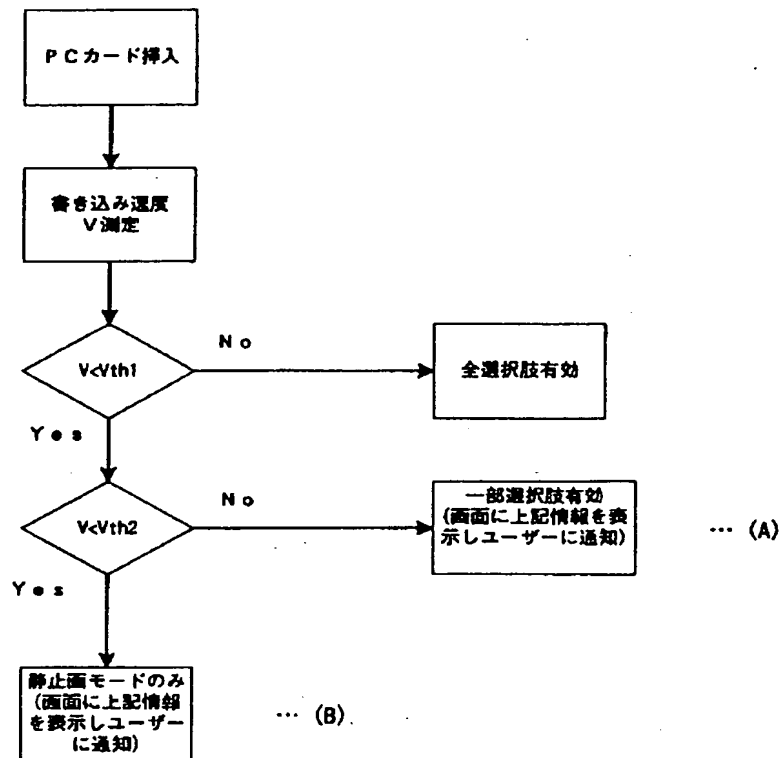 PCカード挿入
書き込み速度
V測定
V<Vth1
No
全選択肢有効
Yes
V<Vth2
No
一部選択肢有効
(画面に上記情報を表
示しユーザーに通知)
… (A)
Yes
静止画モードのみ
(画面に上記情報
を表示しユーザー
に通知)
… (B)